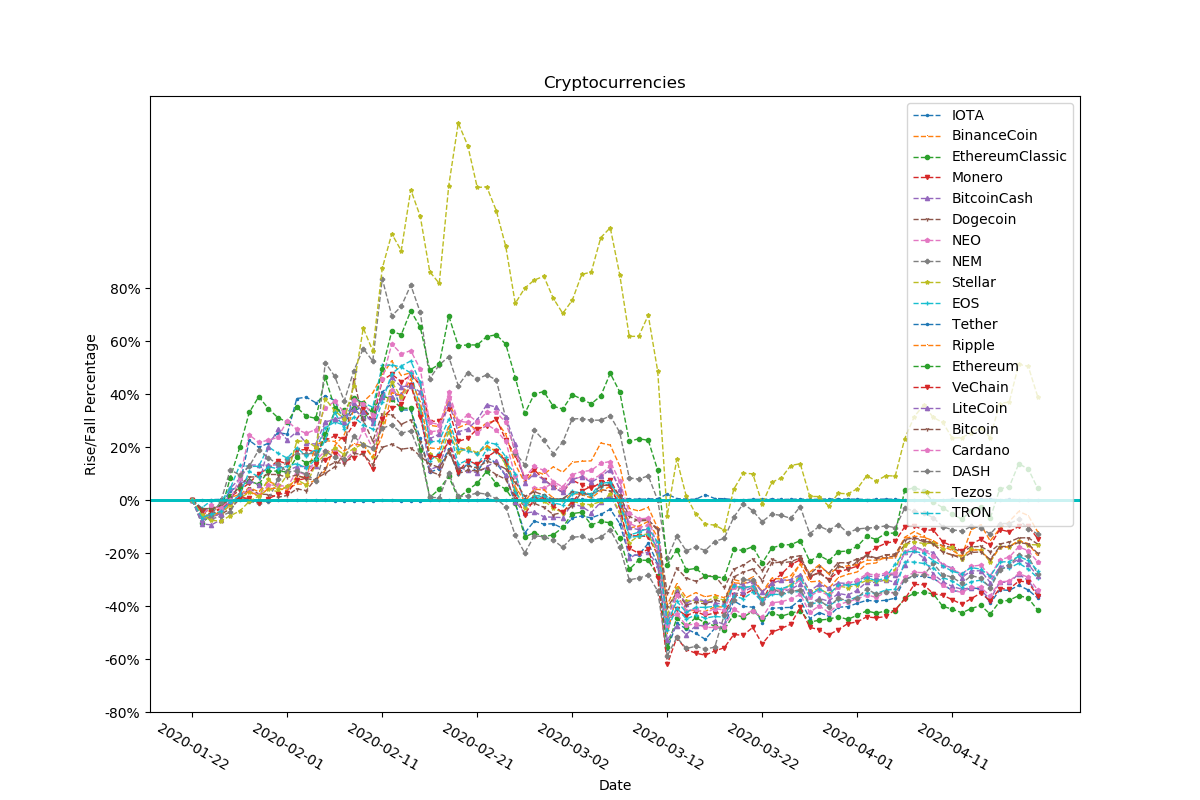 Cryptocurrencies
Rise/Fall Percentage
80%
60%
40%
20%
0%
-20%
-40%
-60%
-80%
IOTA
BinanceCoin
EthereumClassic
Monero
BitcoinCash
Dogecoin
NEO
NEM
Stellar
EOS
Tether
Ripple
Ethereum
VeChain
LiteCoin
Bitcoin
Cardano
DASH
Tezos
TRON
2020-01-22
2020-02-01
2020-02-11
2020-02-21
2020-03-02
2020-03-12
2020-03-22
2020-04-01
2020-04-11
Date